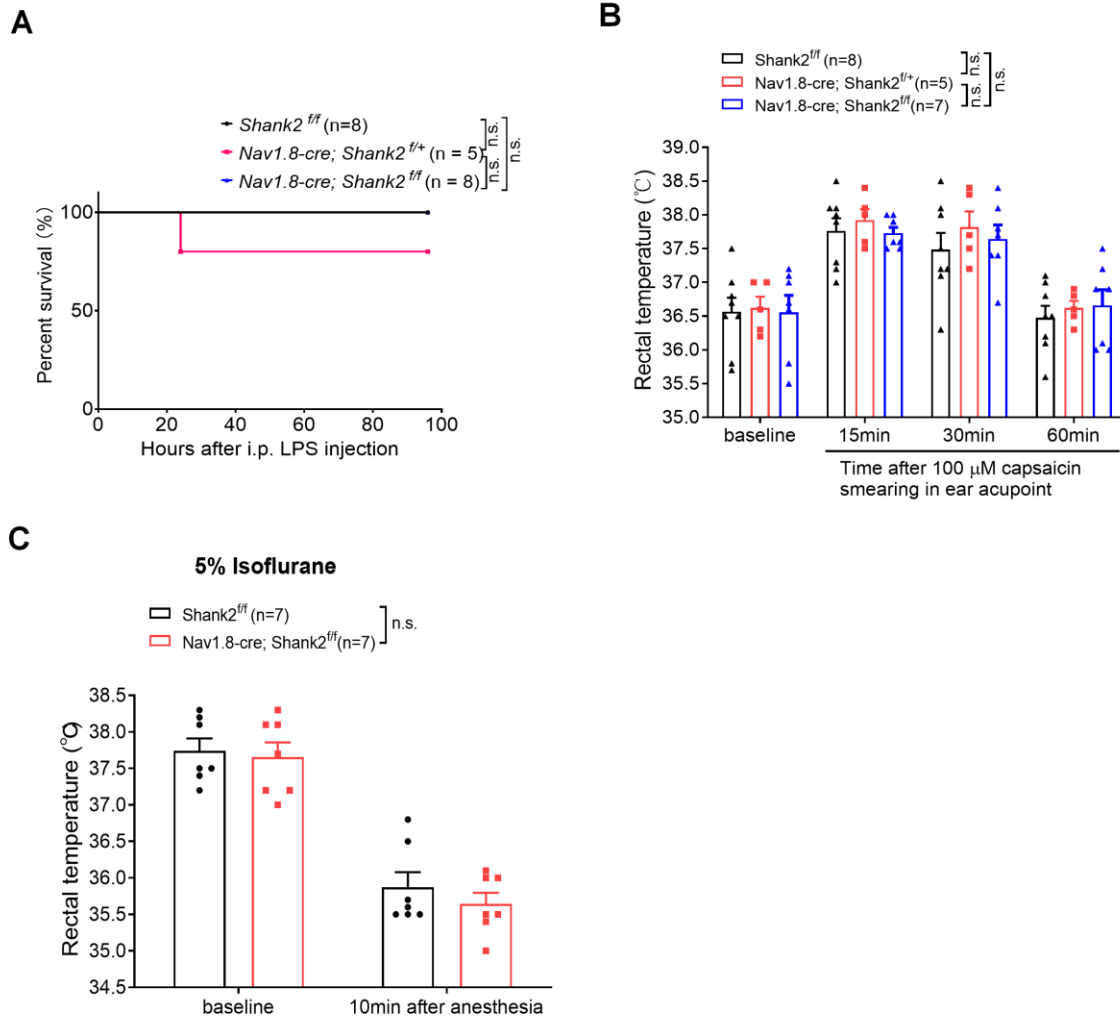 A
Shank2 f/f (n=8)
Nav1.8-cre; Shank2 f/+ (n = 5)
Nav1.8-cre; Shank2 f/f (n = 8)
n.s.
n.s.
n.s.
Percent survival (%)
100
50
0
0 20 40 60 80 100
Hours after i.p. LPS injection
B
Shank2f/f (n=8)
Nav1.8-cre; Shank2f/+ (n=5)
Nav1.8-cre; Shank2f/f (n=7)
n.s.
n.s.
n.s.
Rectal temperature (℃)
39.0
38.5
38.0
37.5
37.0
36.5
36.0
35.5
35.0
baseline 15min 30min 60min
Time after 100 μM capsaicin
smearing in ear acupoint
C
5% Isoflurane
Shank2f/f (n=7)
Nav1.8-cre; Shank2f/f (n=7)
n.s.
Rectal temperature (℃)
38.5
38.0
37.5
37.0
36.5
36.0
35.5
35.0
34.5
baseline 10min after anesthesia